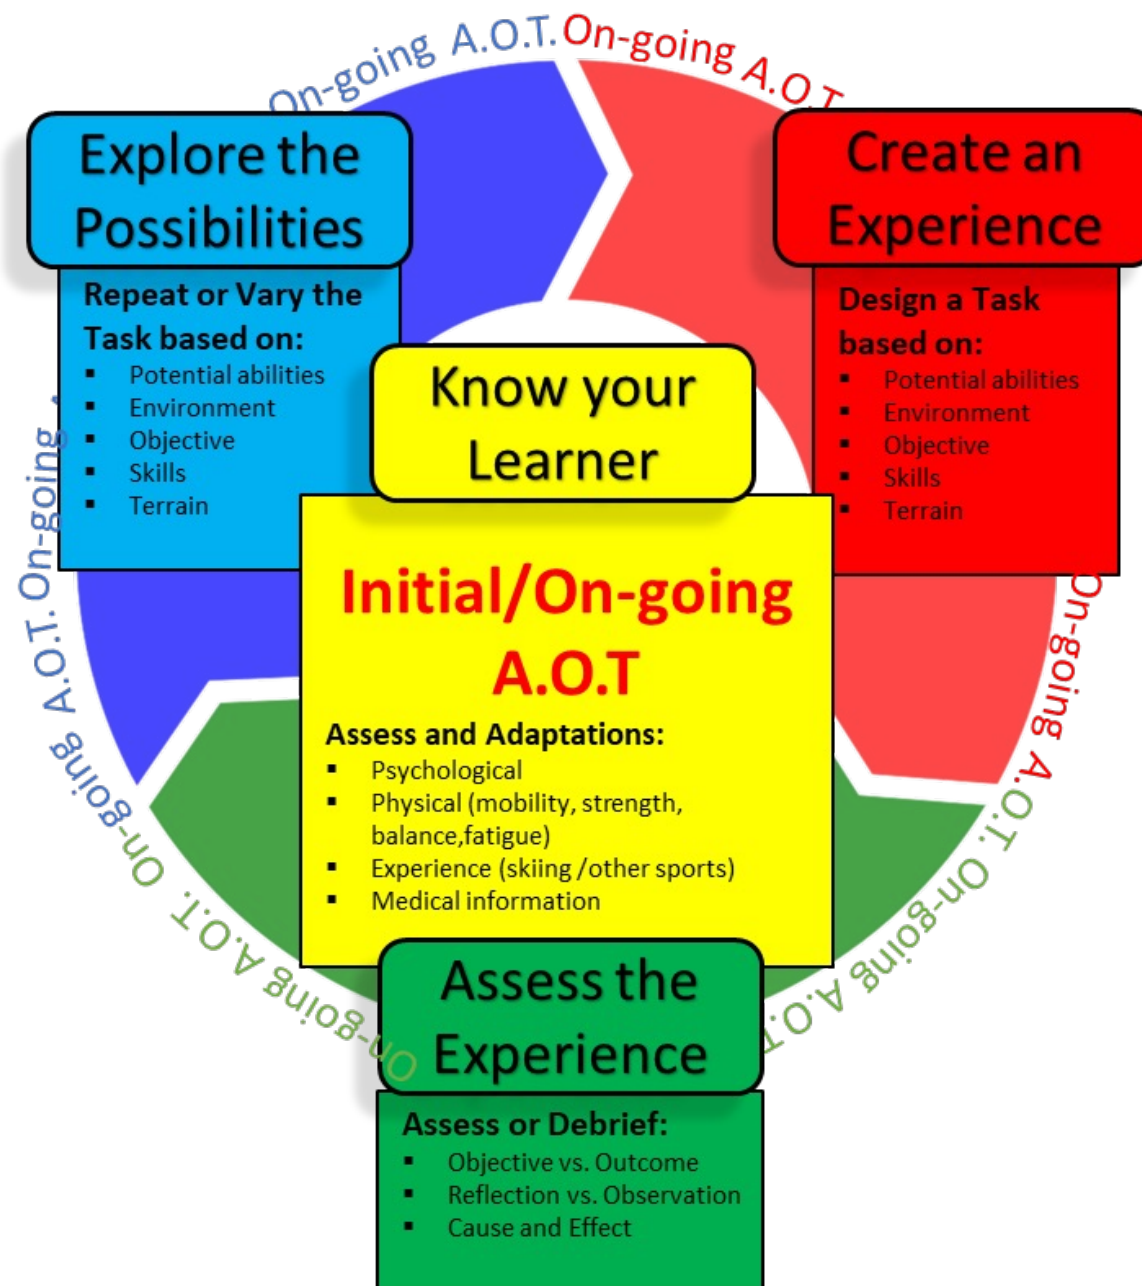 On-going A.O.T.
On-going A.O.T
Explore the
Possibilities
Repeat or Vary the
Task based on:
▪ Potential abilities
▪ Environment
▪ Objective
▪ Skills
▪ Terrain
Create an
Experience
Design a Task
based on:
▪ Potential abilities
▪ Environment
▪ Objective
▪ Skills
▪ Terrain
Know your
Learner
Initial/On-going
A.O.T
Assess and Adaptations:
▪ Psychological
▪ Physical (mobility, strength,
balance,fatigue)
▪ Experience (skiing /other sports)
▪ Medical information
Assess the
Experience
Assess or Debrief:
▪ Objective vs. Outcome
▪ Reflection vs. Observation
▪ Cause and Effect
On-going A.O.T. On-going
On-going A.O.T. On-going A.O.T.
On-going A.O.T. On-going